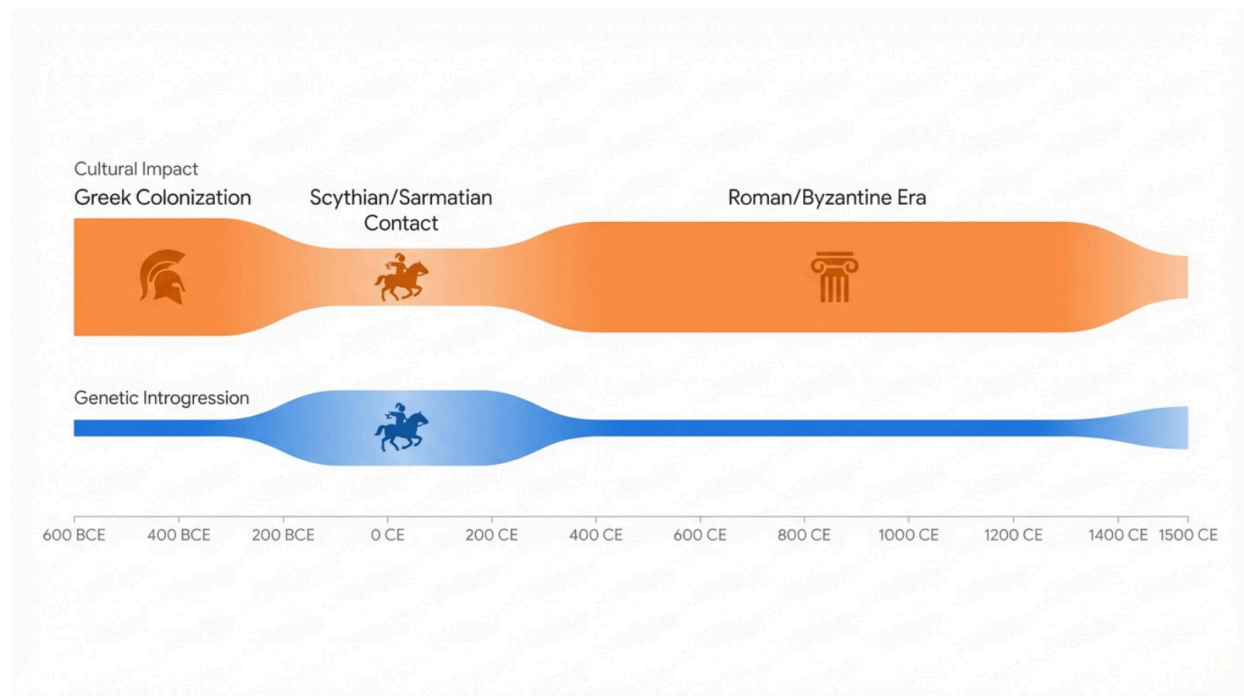 Cultural Impact
Greek Colonization
Scythian/Sarmatian
Contact
Roman/Byzantine Era
Genetic Introgression
600 BCE
400 BCE
200 BCE
0 CE
200 CE
400 CE
600 CE
800 CE
1000 CE
1200 CE
1400 CE
1500 CE